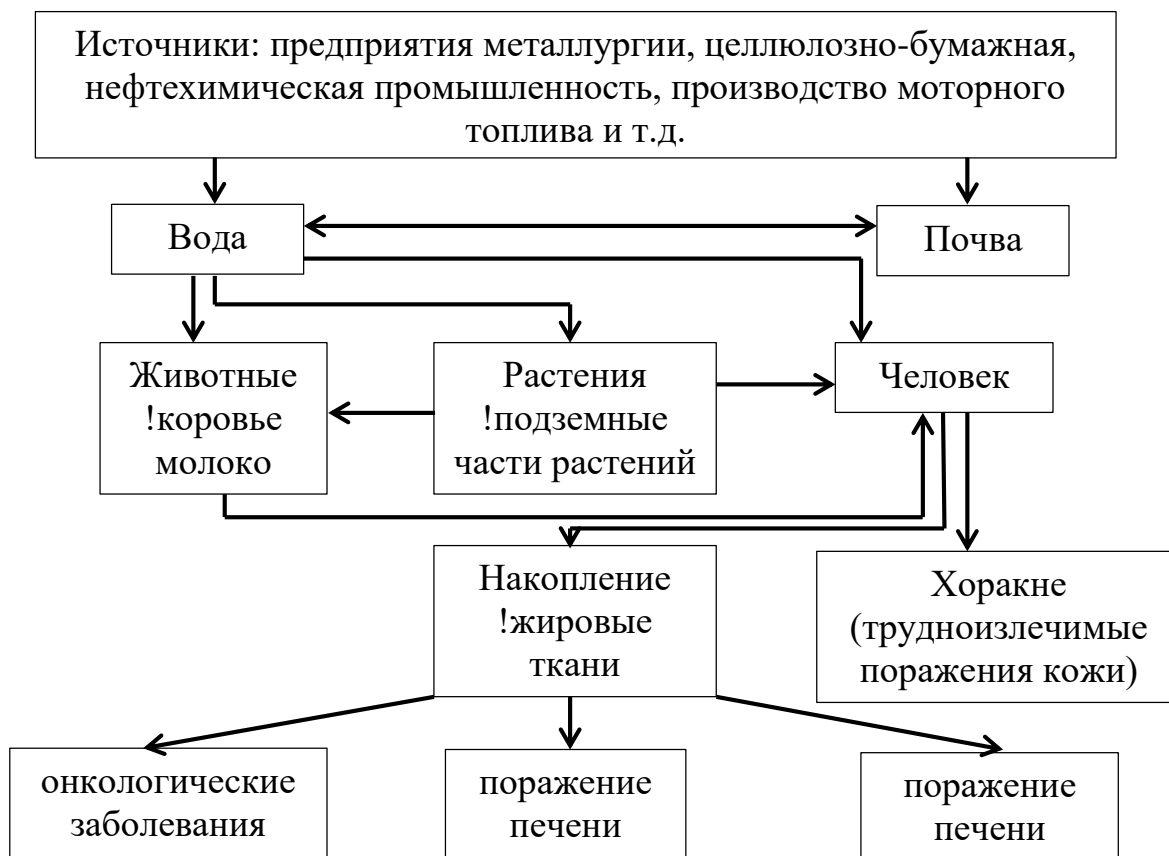 Источники: предприятия металлургии, целлюлозно-бумажная,
нефтехимическая промышленность, производство моторного
топлива и т.д.
Вода
Почва
Животные
!коровье
молоко
Растения
!подземные
части растений
Человек
Накопление
!жировые
ткани
Хоракне
(трудноизлечимые
поражения кожи)
онкологические
заболевания
поражение
печени
поражение
печени